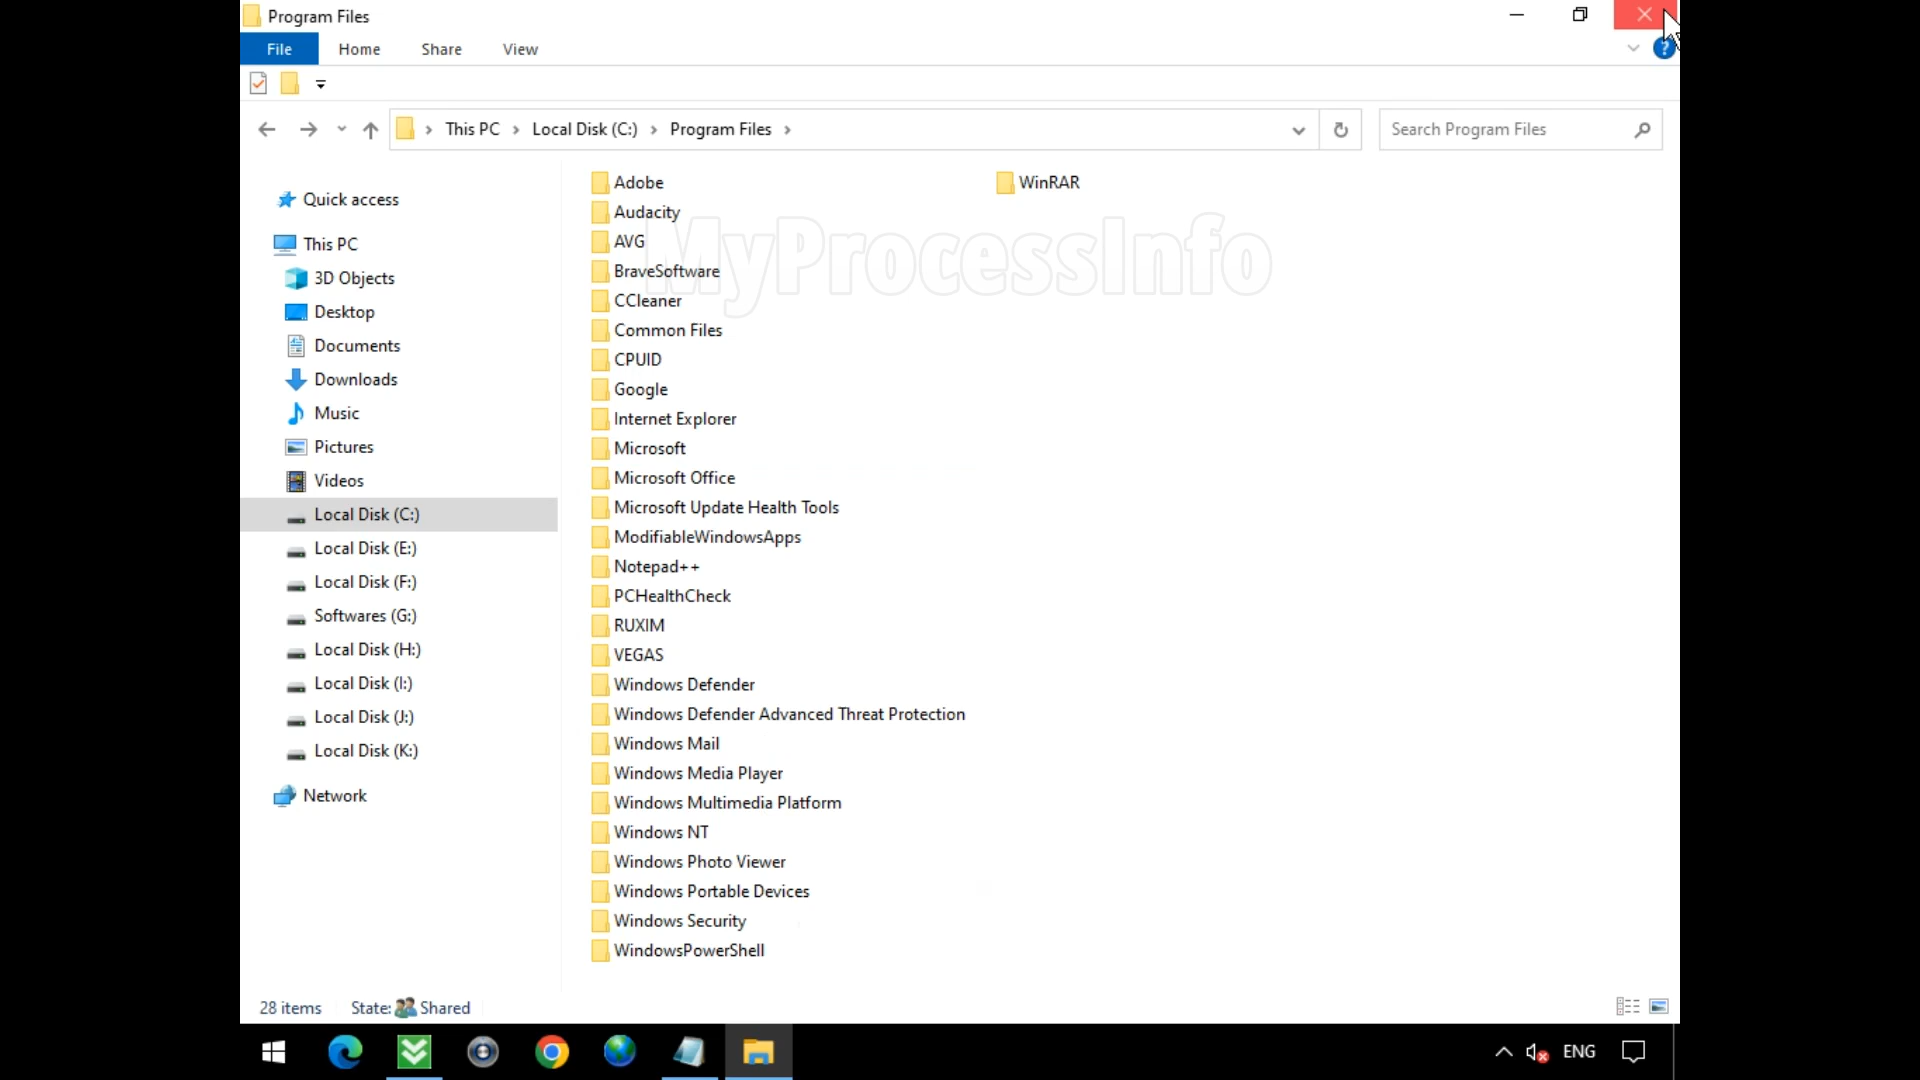 Program Files
File Home Share View
This PC Local Disk (C:) Program Files
Search Program Files
Quick access
This PC
3D Objects
Desktop
Documents
Downloads
Music
Pictures
Videos
Local Disk (C:)
Local Disk (E:)
Local Disk (F:)
Softwares (G:)
Local Disk (H:)
Local Disk (I:)
Local Disk (J:)
Local Disk (K:)
Network
Adobe
Audacity
AVG
BraveSoftware
CCleaner
Common Files
CPUID
Google
Internet Explorer
Microsoft
Microsoft Office
Microsoft Update Health Tools
ModifiableWindowsApps
Notepad++
PCHealthCheck
RUXIM
VEGAS
Windows Defender
Windows Defender Advanced Threat Protection
Windows Mail
Windows Media Player
Windows Multimedia Platform
Windows NT
Windows Photo Viewer
Windows Portable Devices
Windows Security
WindowsPowerShell
WinRAR
MyProcessInfo
28 items State: Shared
ENG